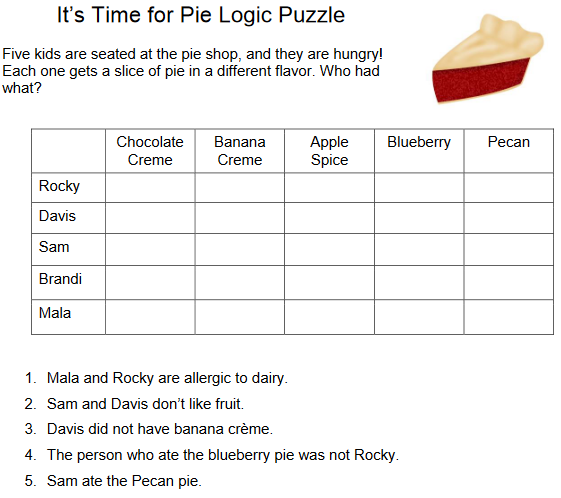 It's Time for Pie Logic Puzzle
Five kids are seated at the pie shop, and they are hungry!
Each one gets a slice of pie in a different flavor. Who had
what?
Chocolate Creme Banana Creme Apple Spice Blueberry Pecan
Rocky
Davis
Sam
Brandi
Mala
1. Mala and Rocky are allergic to dairy.
2. Sam and Davis don't like fruit.
3. Davis did not have banana crème.
4. The person who ate the blueberry pie was not Rocky.
5. Sam ate the Pecan pie.